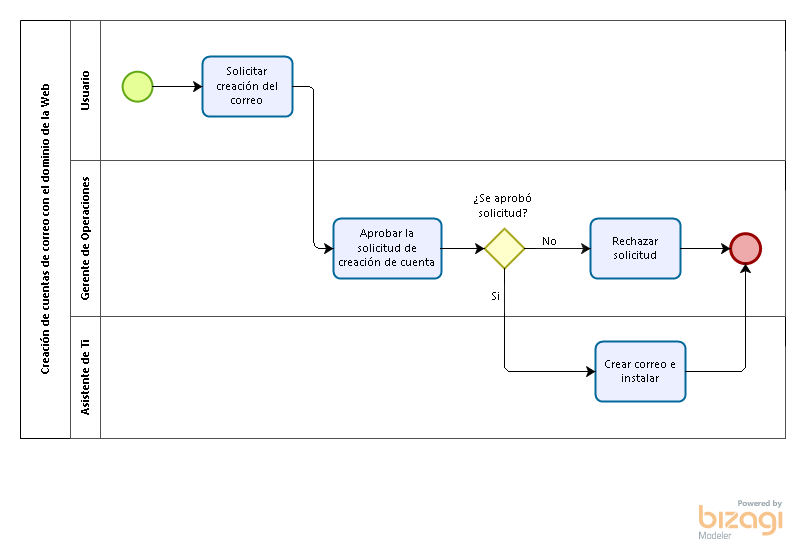 Creación de cuentas de correo con el dominio de la Web
Usuario
Solicitar
creación del
correo
Gerente de Operaciones
Aprobar la
solicitud de
creación de cuenta
¿Se aprobó
solicitud?
No
Rechazar
solicitud
Si
Asistente de Ti
Crear correo e
instalar
Powered by
bizagi
Modeler